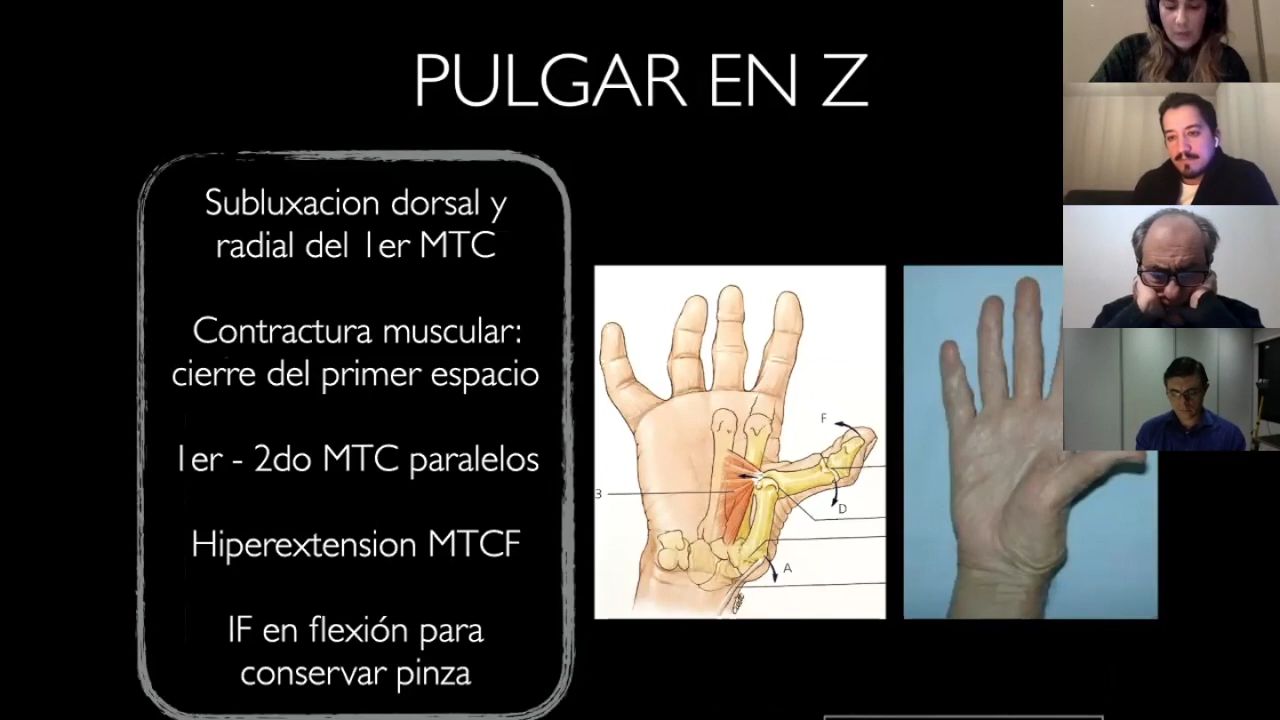 PULGAR EN Z
Subluxacion dorsal y
radial del 1er MTC
Contractura muscular:
cierre del primer espacio
1er - 2do MTC paralelos
Hiperextension MTCF
IF en flexión para
conservar pinza
F
3
D
A